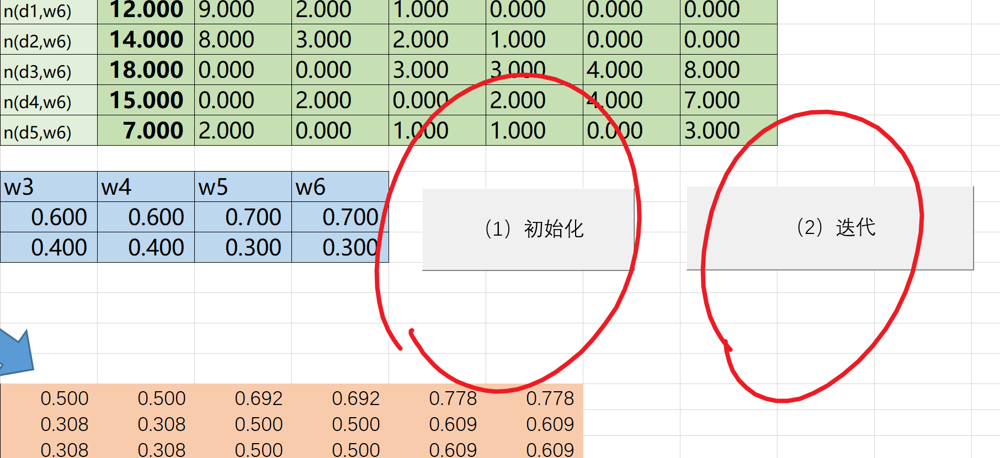 n(d1,w6) 12.000 9.000 2.000 1.000 0.000 0.000 0.000
n(d2,w6) 14.000 8.000 3.000 2.000 1.000 0.000 0.000
n(d3,w6) 18.000 0.000 0.000 3.000 3.000 4.000 8.000
n(d4,w6) 15.000 0.000 2.000 0.000 2.000 4.000 7.000
n(d5,w6) 7.000 2.000 0.000 1.000 1.000 0.000 3.000
w3 w4 w5 w6
0.600 0.600 0.700 0.700
0.400 0.400 0.300 0.300
（1）初始化
（2）迭代
0.500 0.500 0.692 0.692 0.778 0.778
0.308 0.308 0.500 0.500 0.609 0.609
0.308 0.308 0.500 0.500 0.609 0.609